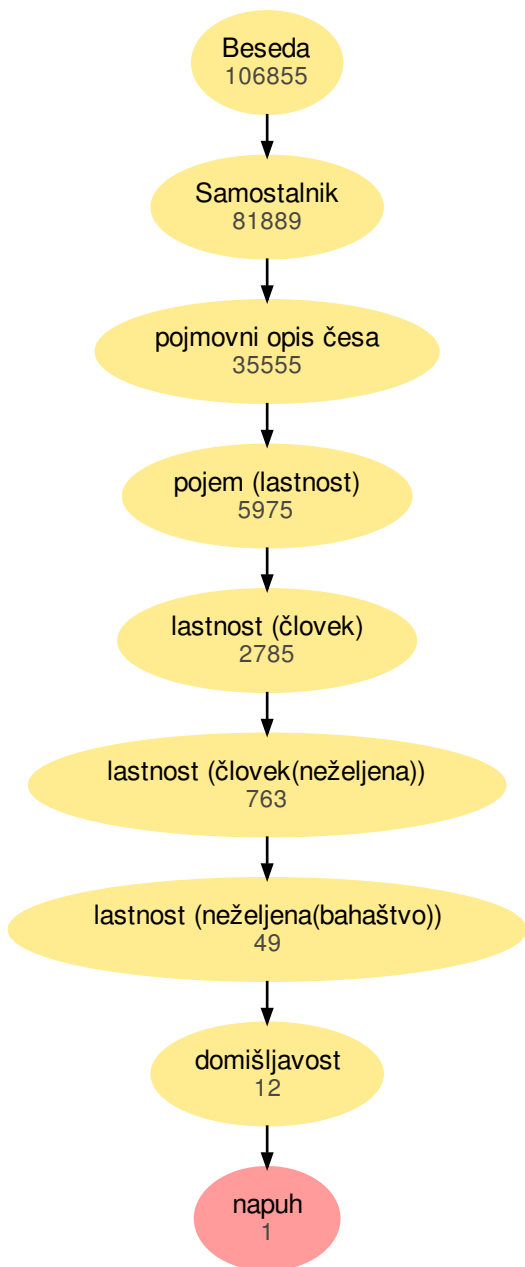 Beseda
106855
Samostalnik
81889
pojmovni opis česa
35555
pojem (lastnost)
5975
lastnost (človek)
2785
lastnost (človek(neželjena))
763
lastnost (neželjena(bahaštvo))
49
domišljavost
12
napuh
1